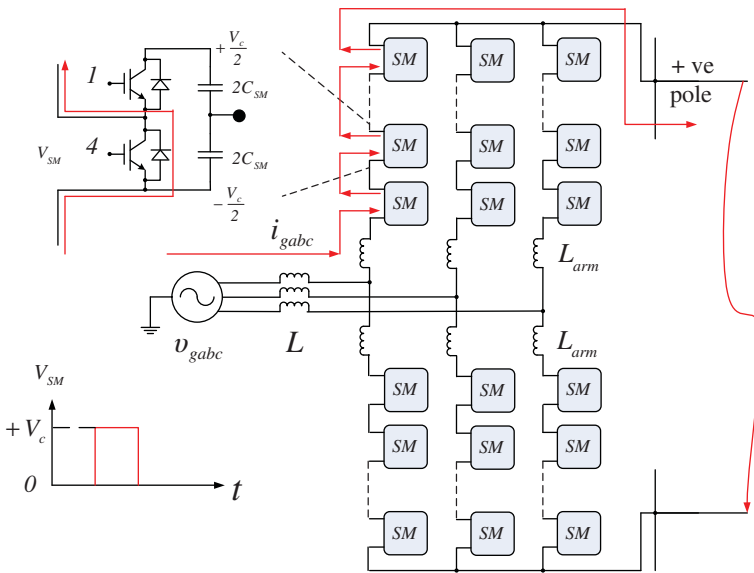 + V_c/2
SM SM SM
1
2C_SM
+ ve
pole
V_SM
4
2C_SM
SM SM SM
- V_c/2
SM SM SM
i_gabc
L_arm
υ_gabc
L
L_arm
V_SM
SM SM SM
+ V_c
SM SM SM
0
t
SM SM SM